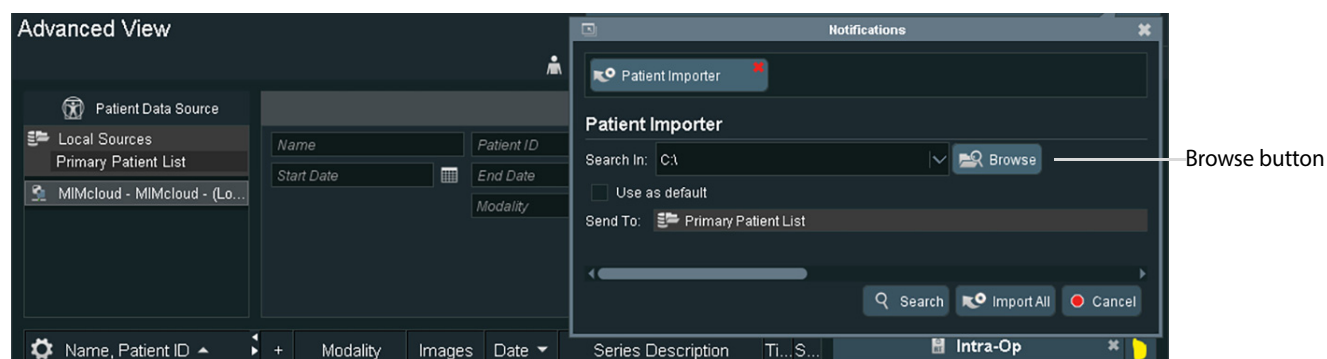 Advanced View
Patient Data Source
Local Sources
Primary Patient List
MIMcloud - MIMcloud - (Lo...
Name
Patient ID
Start Date
End Date
Modality
Notifications
Patient Importer
Patient Importer
Search In: C:\
Browse
Use as default
Send To: Primary Patient List
Search Import All Cancel
Browse button
Name, Patient ID + Modality Images Date Series Description Ti... S...
Intra-Op